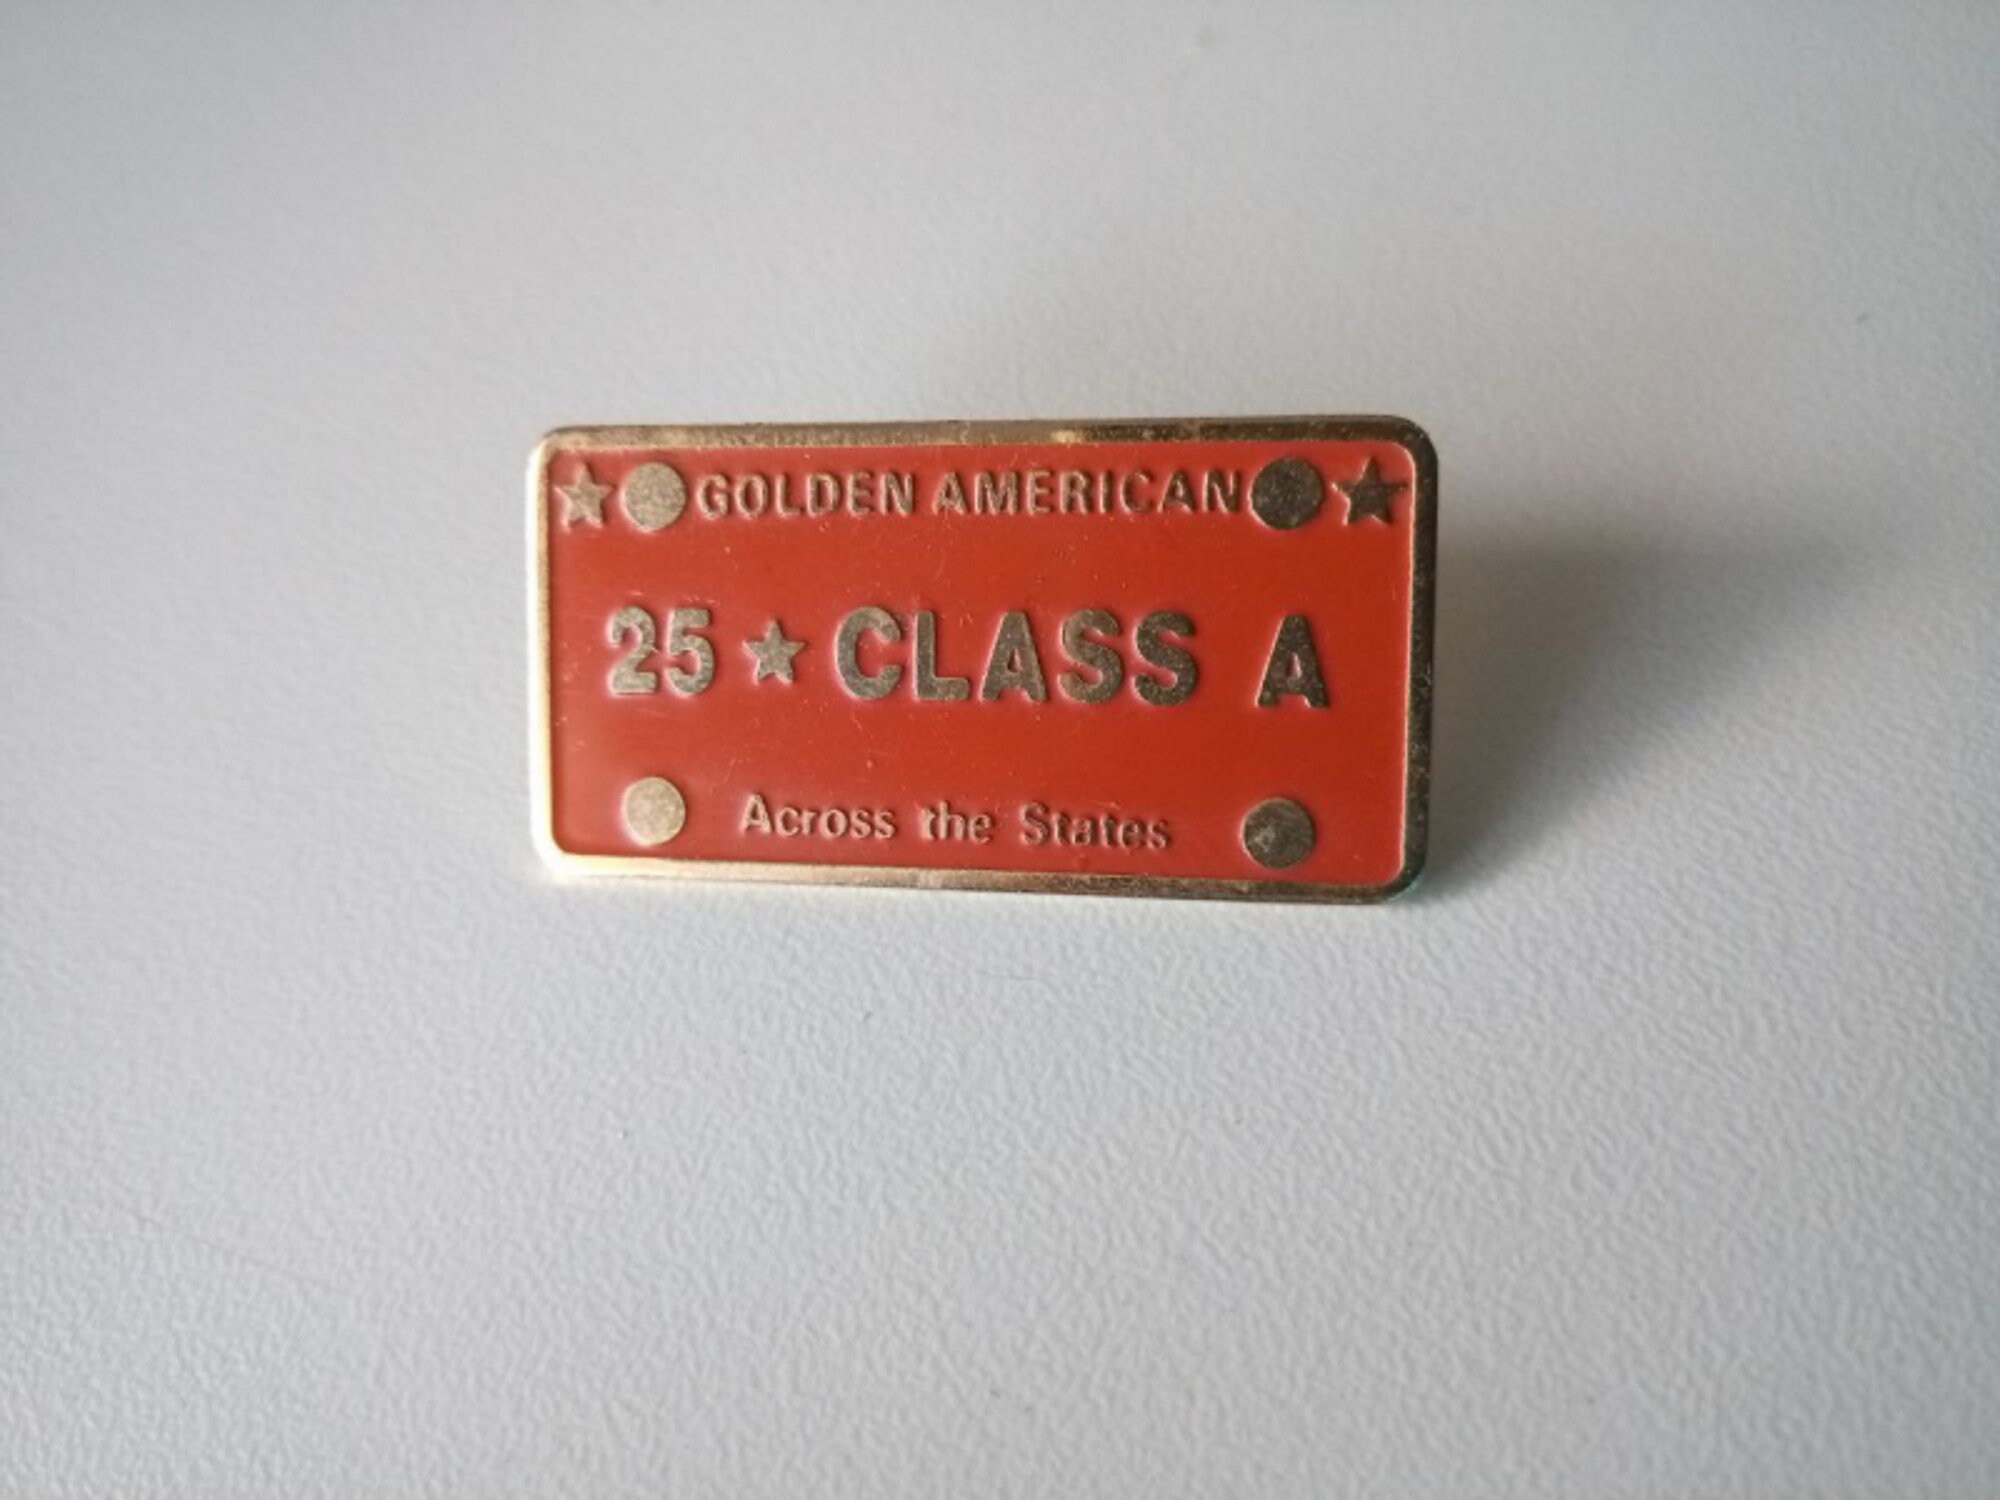 ★ GOLDEN AMERICAN ★
25 ★ CLASS A
Across the States